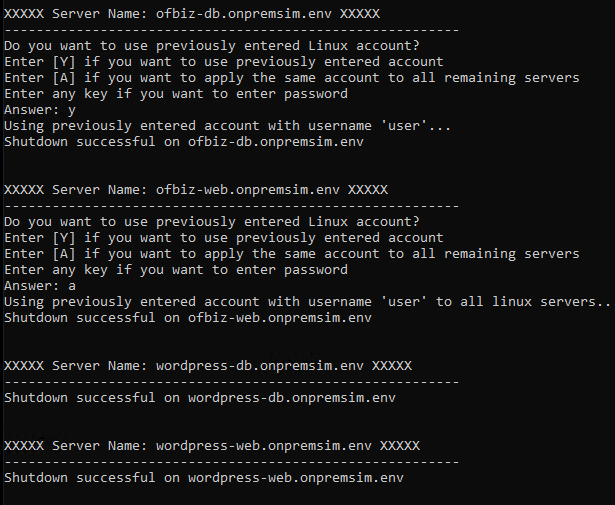 XXXXX Server Name: ofbiz-db.onpremsim.env XXXXX
---------------------------------------------------------
Do you want to use previously entered Linux account?
Enter [Y] if you want to use previously entered account
Enter [A] if you want to apply the same account to all remaining servers
Enter any key if you want to enter password
Answer: y
Using previously entered account with username 'user'...
Shutdown successful on ofbiz-db.onpremsim.env
XXXXX Server Name: ofbiz-web.onpremsim.env XXXXX
---------------------------------------------------------
Do you want to use previously entered Linux account?
Enter [Y] if you want to use previously entered account
Enter [A] if you want to apply the same account to all remaining servers
Enter any key if you want to enter password
Answer: a
Using previously entered account with username 'user' to all linux servers..
Shutdown successful on ofbiz-web.onpremsim.env
XXXXX Server Name: wordpress-db.onpremsim.env XXXXX
---------------------------------------------------------
Shutdown successful on wordpress-db.onpremsim.env
XXXXX Server Name: wordpress-web.onpremsim.env XXXXX
---------------------------------------------------------
Shutdown successful on wordpress-web.onpremsim.env